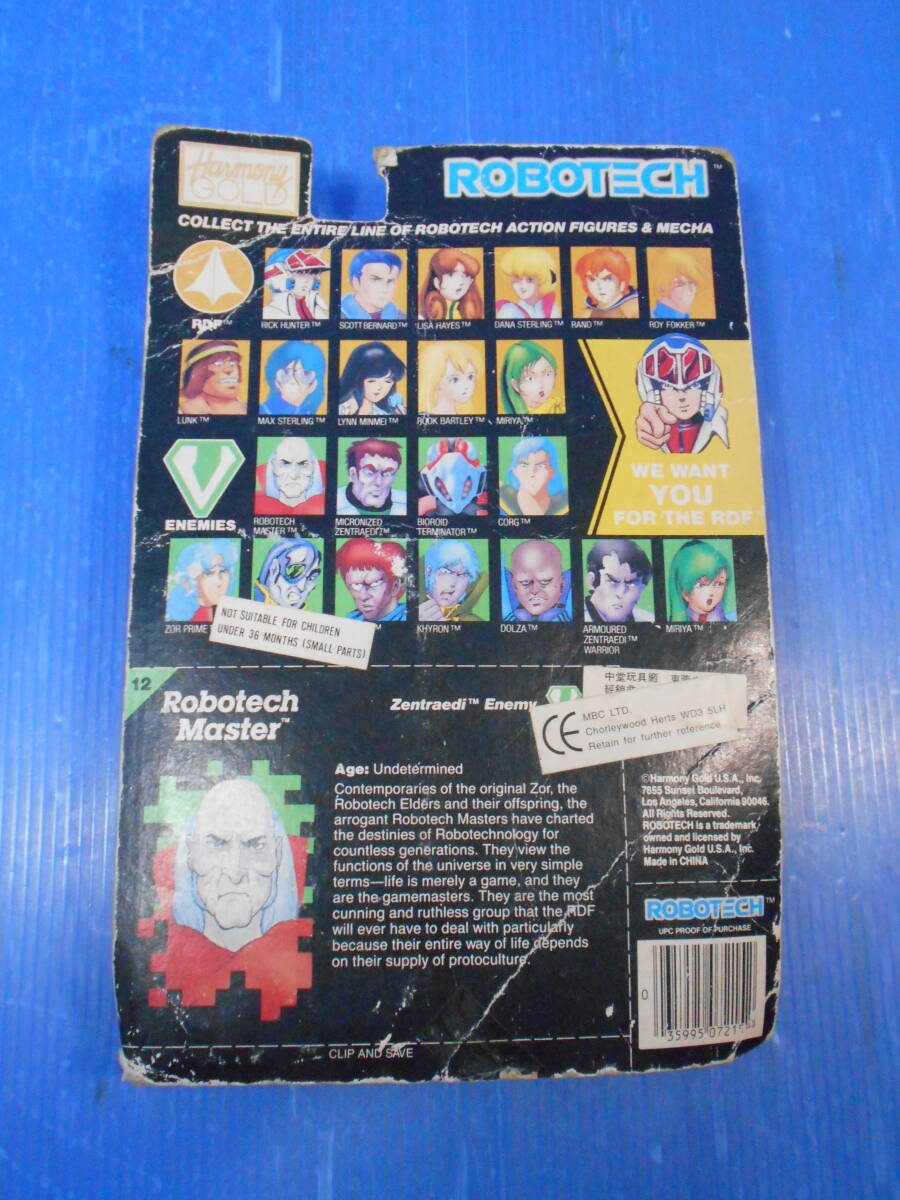 Harmony
GOLD
ROBOTECH™
COLLECT THE ENTIRE LINE OF ROBOTECH ACTION FIGURES & MECHA
RDF™
RICK HUNTER™
SCOTT BERNARD™
LISA HAYES™
DANA STERLING™
RAND™
ROY FOKKER™
LUNK™
MAX STERLING™
LYNN MINMEI™
ROOK BARTLEY™
MIRIYA™
WE WANT
YOU
FOR THE RDF
ENEMIES
ROBOTECH
MASTER™
MICRONIZED
ZENTRAEDI™
BIOROID
TERMINATOR™
CORG™
ZOR PRIME
KHYRON™
DOLZA™
ARMOURED
ZENTRAEDI™
WARRIOR
MIRIYA™
NOT SUITABLE FOR CHILDREN
UNDER 36 MONTHS (SMALL PARTS)
12
Robotech
Master™
Zentraedi™ Enemy
中堂玩具廠
CE
MBC LTD.
Chorleywood Herts WD3 5LH
Retain for further reference
Age: Undetermined
Contemporaries of the original Zor, the
Robotech Elders and their offspring, the
arrogant Robotech Masters have charted
the destinies of Robotechnology for
countless generations. They view the
functions of the universe in very simple
terms—life is merely a game, and they
are the gamemasters. They are the most
cunning and ruthless group that the RDF
will ever have to deal with particularly
because their entire way of life depends
on their supply of protoculture.
©Harmony Gold U.S.A., Inc.
7655 Sunset Boulevard,
Los Angeles, California 90046.
All Rights Reserved.
ROBOTECH is a trademark
owned and licensed by
Harmony Gold U.S.A., Inc.
Made in CHINA
ROBOTECH™
UPC PROOF OF PURCHASE
0
35995 0721
CLIP AND SAVE